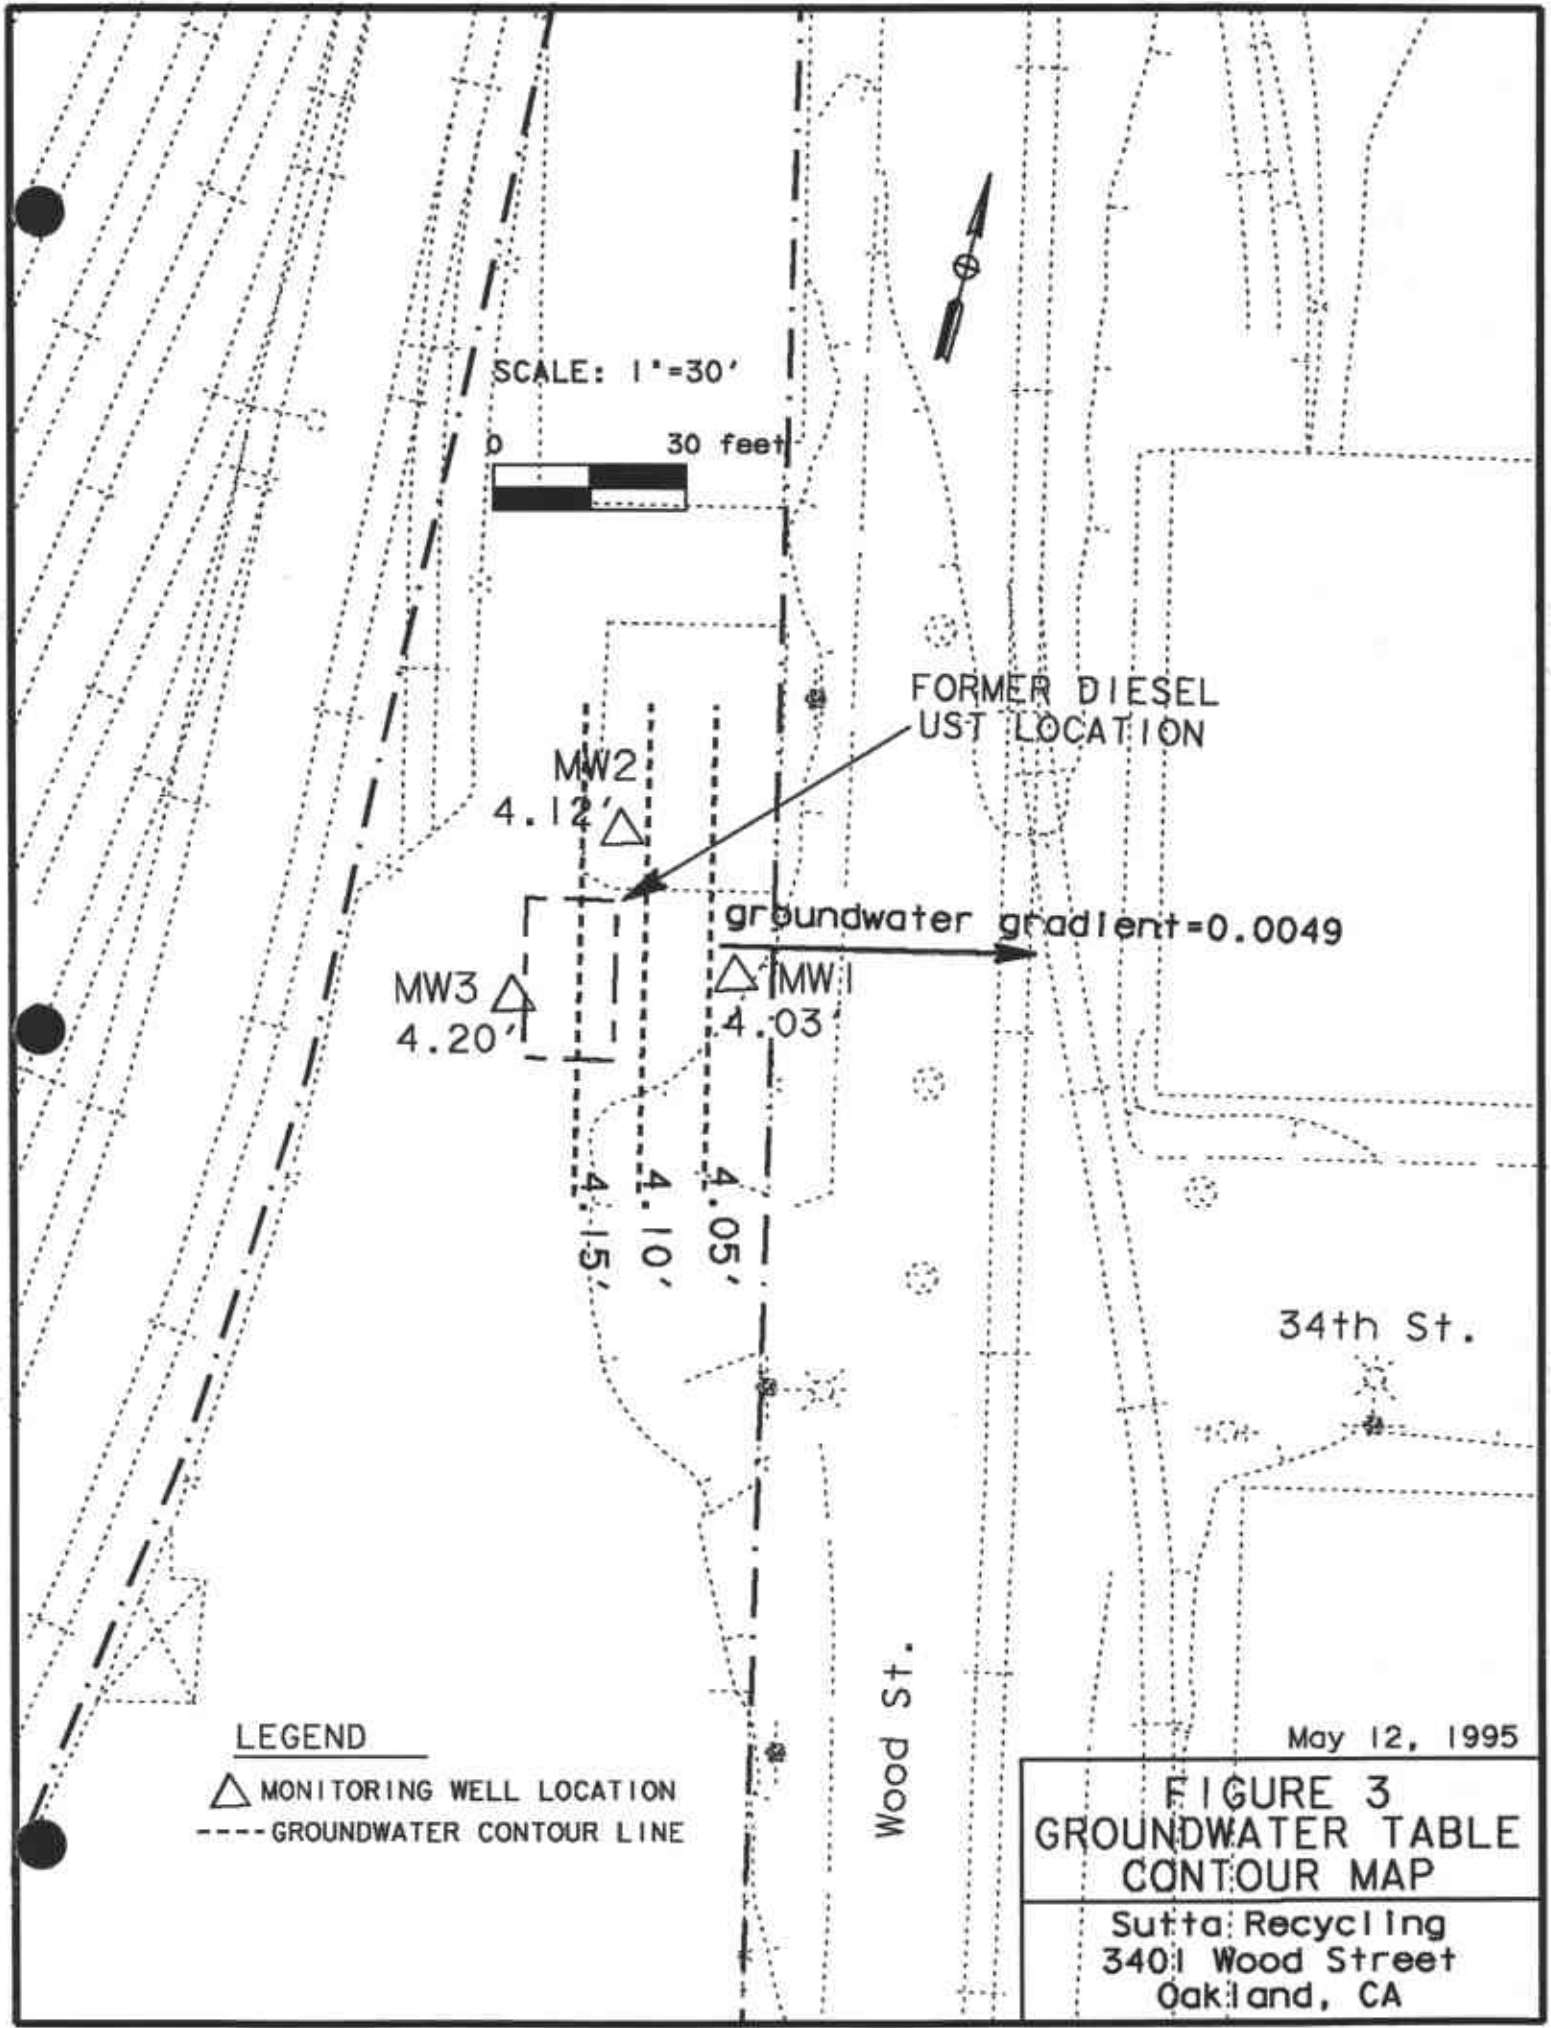 SCALE: 1"=30'
0 30 feet
FORMER DIESEL
UST LOCATION
MW2
4.12'
groundwater gradient=0.0049
MW3
4.20'
MW1
4.03'
4.15'
4.10'
4.05'
34th St.
Wood St.
LEGEND
MONITORING WELL LOCATION
GROUNDWATER CONTOUR LINE
May 12, 1995
FIGURE 3
GROUNDWATER TABLE
CONTOUR MAP
Sutta Recycling
3401 Wood Street
Oakland, CA